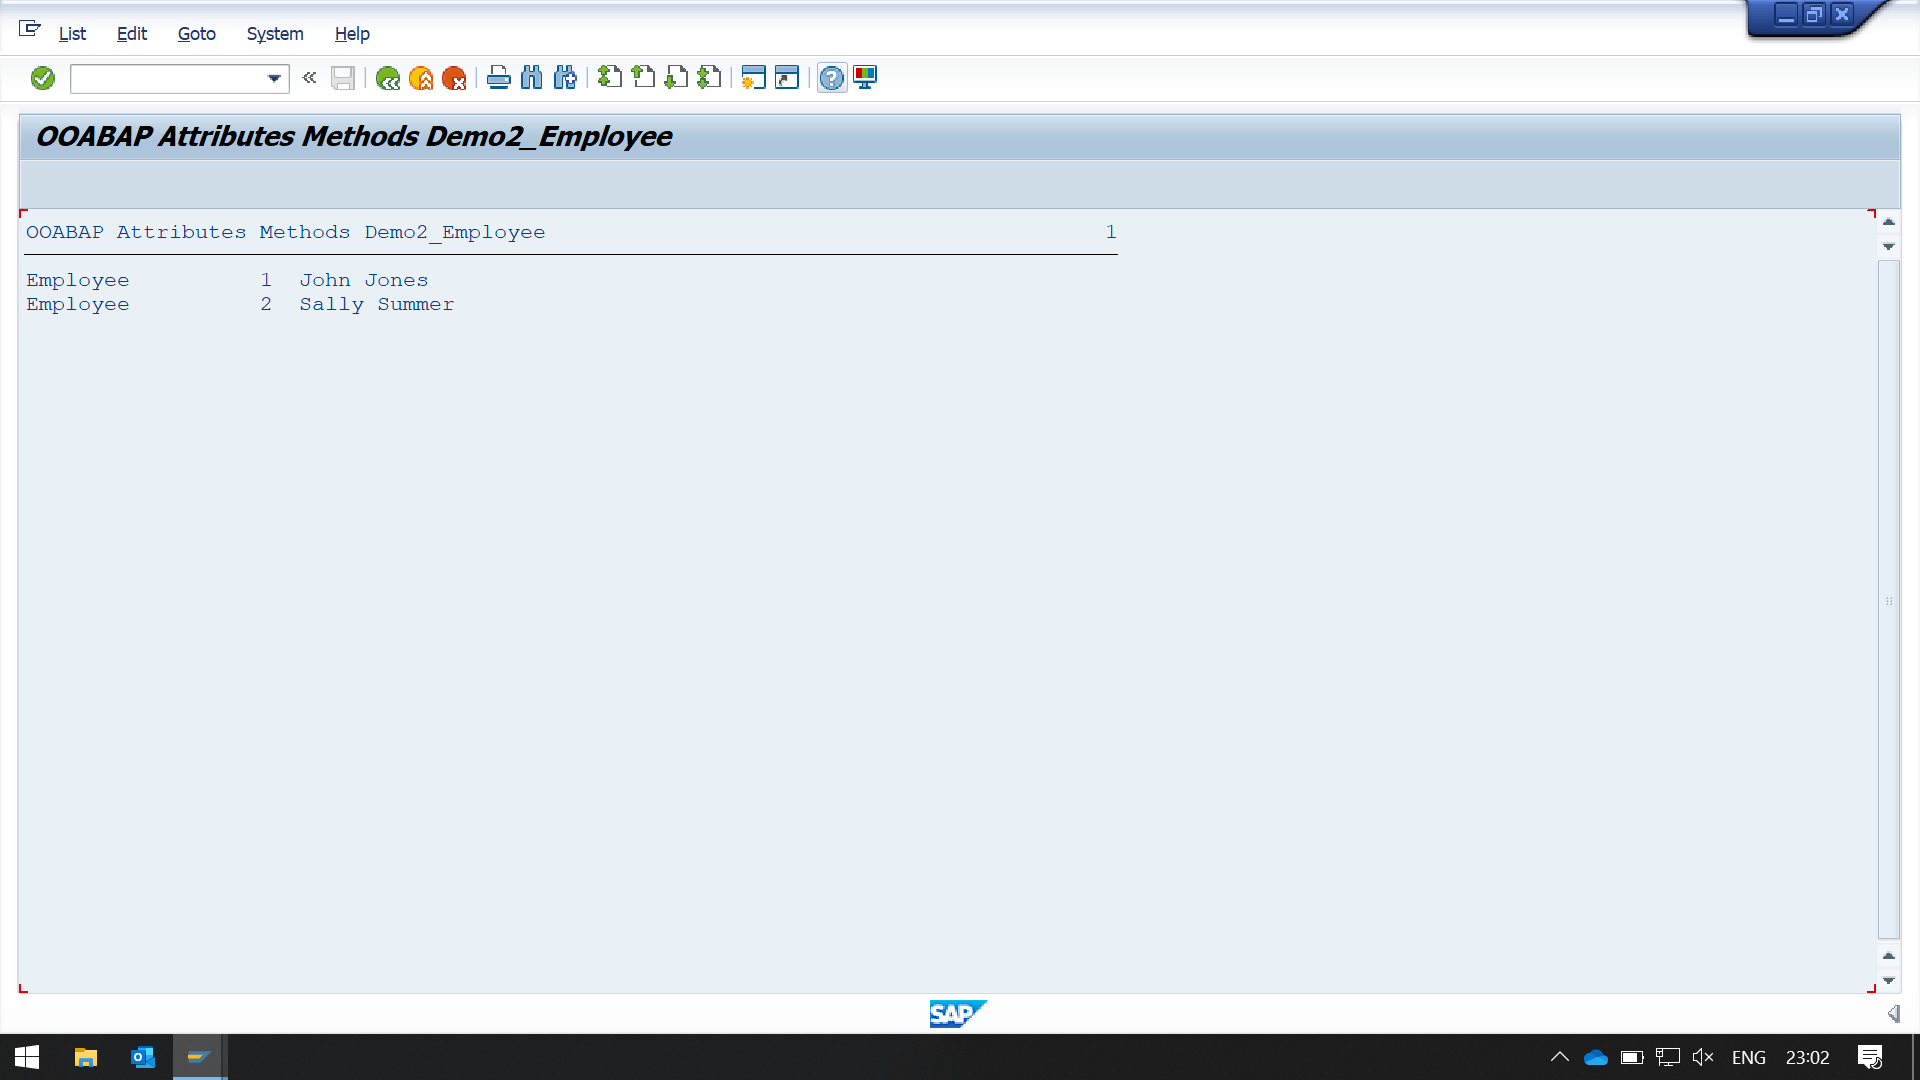 List Edit Goto System Help
OOABAP Attributes Methods Demo2_Employee
OOABAP Attributes Methods Demo2_Employee 1
Employee 1 John Jones
Employee 2 Sally Summer
SAP
ENG 23:02